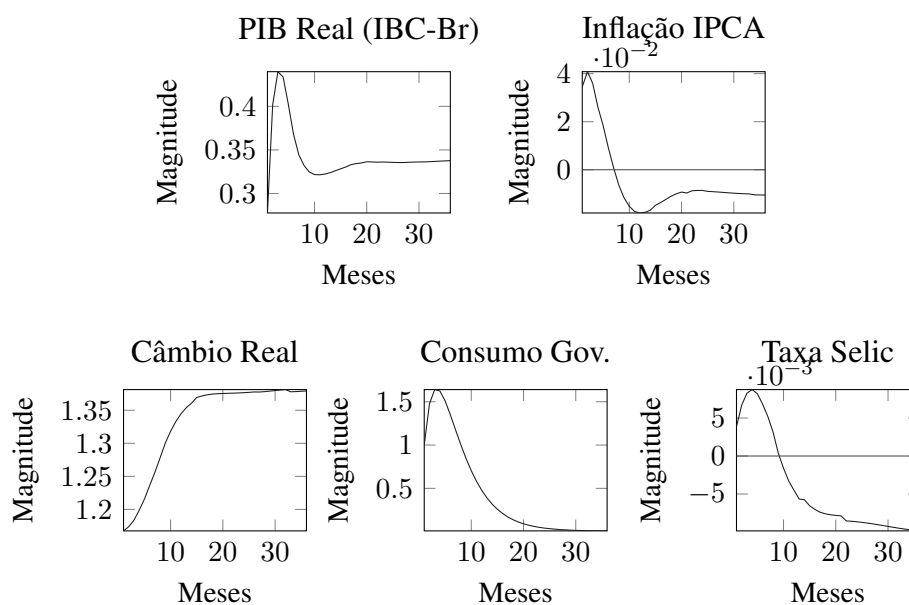 PIB Real (IBC-Br)
0.4
0.35
0.3
Magnitude
10 20 30
Meses
Inflação IPCA
·10−2
4
2
0
Magnitude
10 20 30
Meses
Câmbio Real
1.35
1.3
1.25
1.2
Magnitude
10 20 30
Meses
Consumo Gov.
1.5
1
0.5
Magnitude
10 20 30
Meses
Taxa Selic
·10−3
5
0
−5
Magnitude
10 20 30
Meses